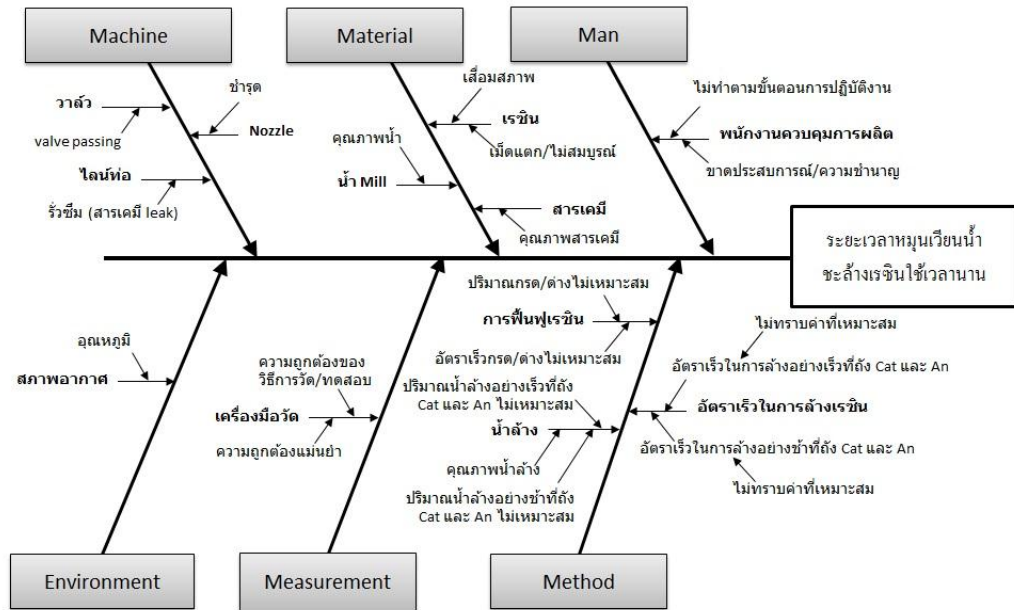 Machine
Material
Man
ชำรุด
วาล์ว
valve passing
Nozzle
ไลน์ท่อ
รั่วซึม (สารเคมี leak)
เสื่อมสภาพ
เรซิน
เม็ดแตก/ไม่สมบูรณ์
คุณภาพน้ำ
น้ำ Mill
สารเคมี
คุณภาพสารเคมี
ไม่ทำตามขั้นตอนการปฏิบัติงาน
พนักงานควบคุมการผลิต
ขาดประสบการณ์/ความชำนาญ
ระยะเวลาหมุนเวียนน้ำ
ชะล้างเรซินใช้เวลานาน
อุณหภูมิ
สภาพอากาศ
ความถูกต้องของ
วิธีการวัด/ทดสอบ
เครื่องมือวัด
ความถูกต้องแม่นยำ
ปริมาณกรด/ด่างไม่เหมาะสม
การฟื้นฟูเรซิน
อัตราเร็วกรด/ด่างไม่เหมาะสม
ปริมาณน้ำล้างอย่างเร็วที่ถัง
Cat และ An ไม่เหมาะสม
น้ำล้าง
คุณภาพน้ำล้าง
ปริมาณน้ำล้างอย่างช้าที่ถัง
Cat และ An ไม่เหมาะสม
ไม่ทราบค่าที่เหมาะสม
อัตราเร็วในการล้างอย่างเร็วที่ถัง Cat และ An
อัตราเร็วในการล้างเรซิน
อัตราเร็วในการล้างอย่างช้าที่ถัง Cat และ An
ไม่ทราบค่าที่เหมาะสม
Environment
Measurement
Method